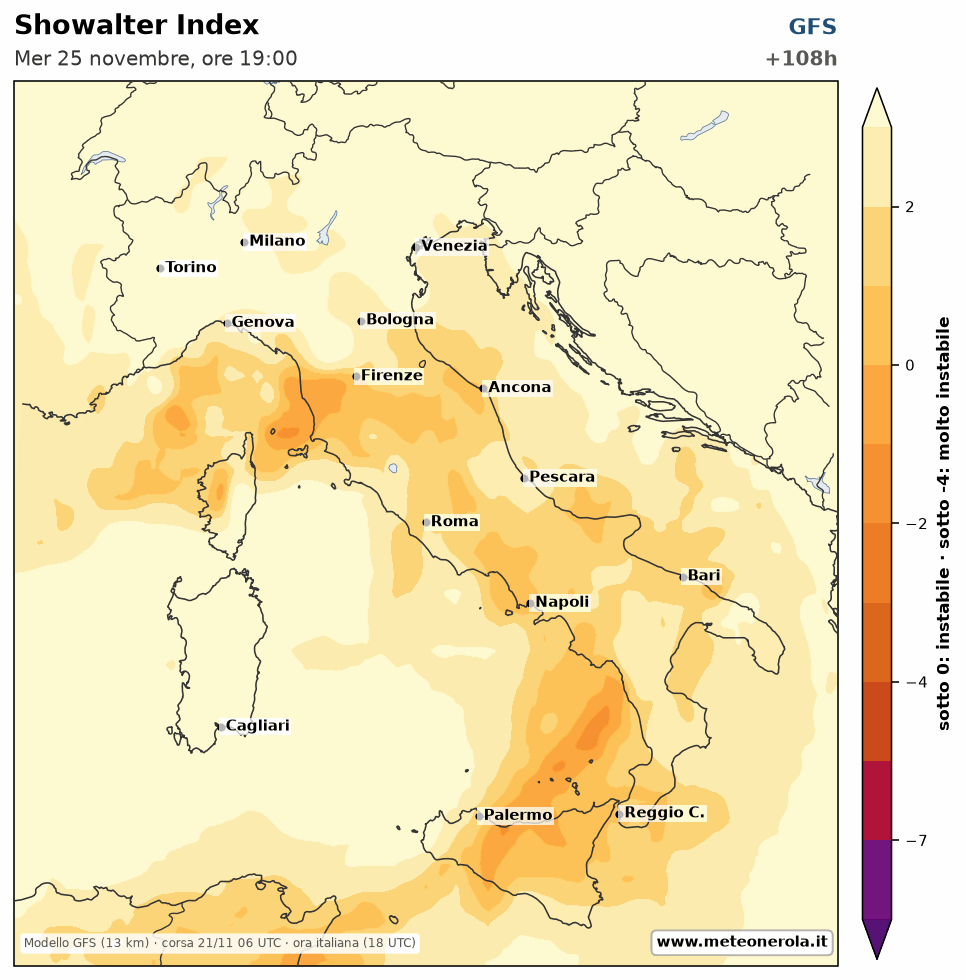 Showalter Index
GFS
Mer 25 novembre, ore 19:00
+108h
Milano
Venezia
Torino
Genova
Bologna
Firenze
Ancona
Pescara
Roma
Bari
Napoli
Cagliari
Palermo
Reggio C.
2
0
−2
−4
−7
sotto 0: instabile · sotto -4: molto instabile
Modello GFS (13 km) · corsa 21/11 06 UTC · ora italiana (18 UTC)
www.meteonerola.it